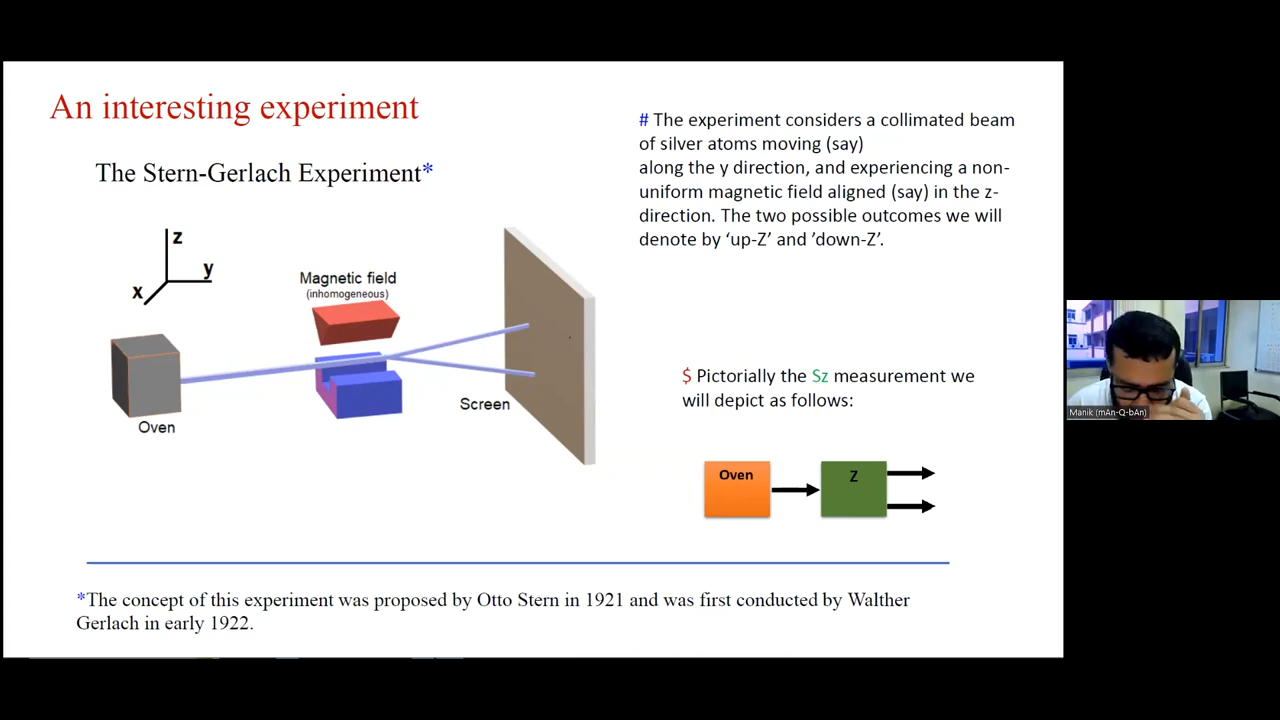 An interesting experiment
The Stern-Gerlach Experiment*
z
y
x
Magnetic field
(inhomogeneous)
Oven
Screen
# The experiment considers a collimated beam
of silver atoms moving (say)
along the y direction, and experiencing a non-
uniform magnetic field aligned (say) in the z-
direction. The two possible outcomes we will
denote by ‘up-Z’ and ’down-Z’.
$ Pictorially the Sz measurement we
will depict as follows:
Oven
Z
*The concept of this experiment was proposed by Otto Stern in 1921 and was first conducted by Walther
Gerlach in early 1922.
Manik (mAn-Q-bAn)